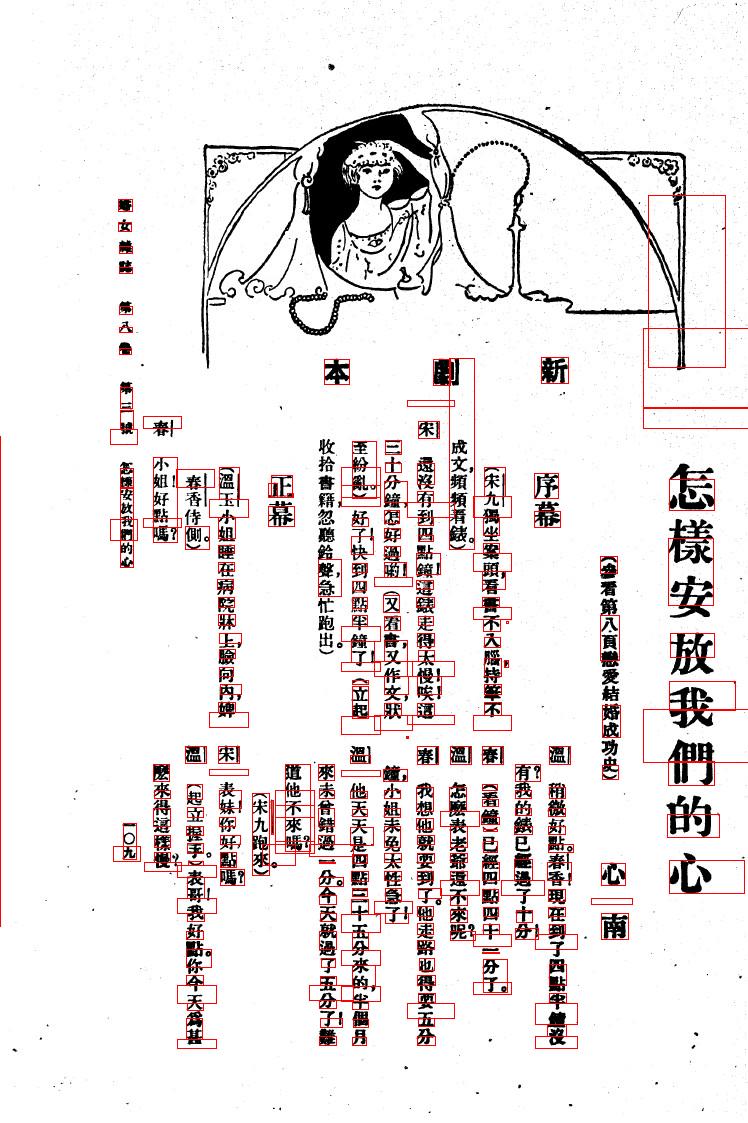 怎樣安放我們的心
(參看第八頁戀愛結婚成功史)
心南
新劇本
序幕
(宋九獨坐案頭看書不入腦持筆不
成文,頻頻看錶)。
宋| 還沒有到四點鐘!這錶走得太慢!唉!這
三十分鐘,怎好過喲!(又看書,又作文,狀
至紛亂)。好了!快到四點半鐘了!(立起
收拾書籍忽聽鈴聲,急忙跑出)。
正幕
(溫玉小姐睡在病院牀上,臉向內,婢
春香侍側)。
春| 小姐!好點嗎?
溫| 稍微好點。春香!現在到了四點半鐘沒
有?我的錶已經過了十分!
春| (看鐘)已經四點四十一分了。
溫| 怎麽表老爺還不來呢?
春| 我想他就要到了。他走路也得要五分
鐘,小姐未免太性急了!
溫| 他天天是四點三十五分來的,半個月
來未曾錯過一分。今天就過了五分了!難
道他不來嗎?
(宋九跑來)。
宋| 表妹!你好點嗎?
溫| (起立握手)。表哥!我好點。你今天爲甚
麽來得這樣慢?
婦女雜誌 第八卷 第三號 怎樣安放我們的心
一〇九